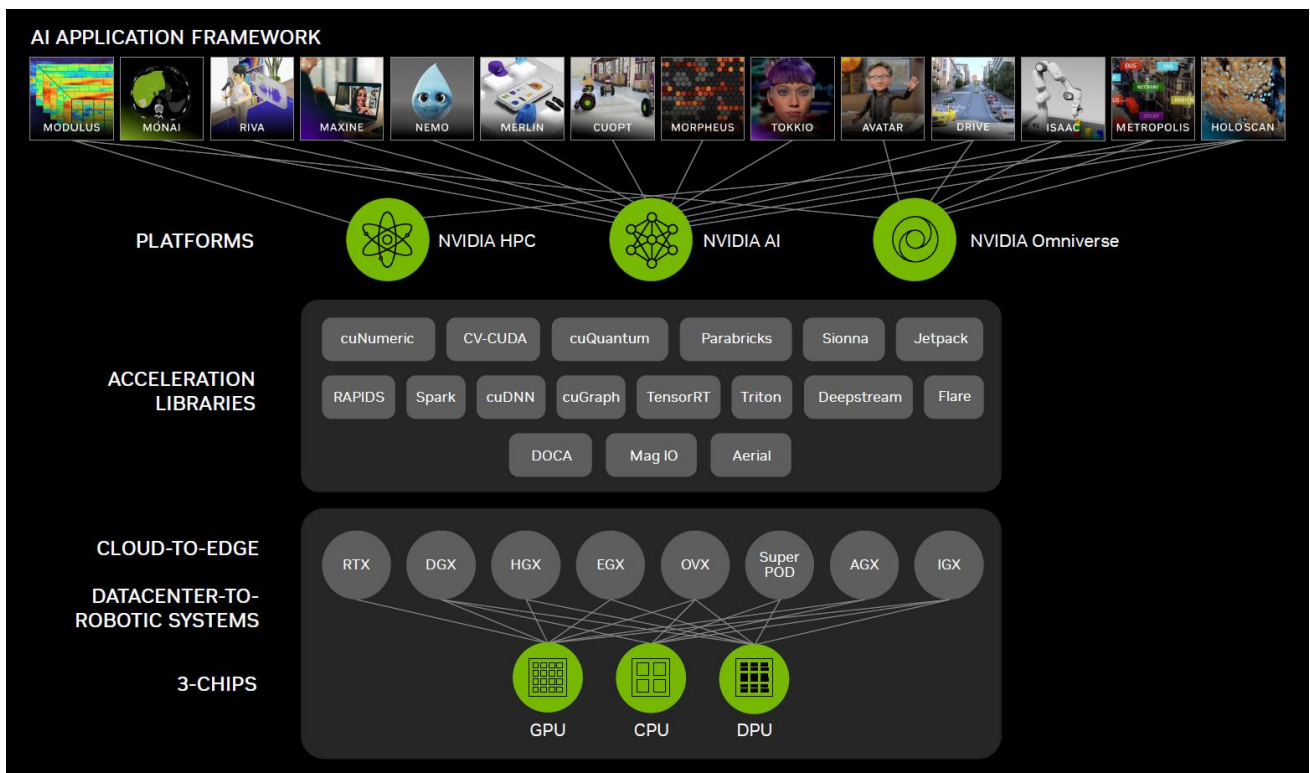 AI APPLICATION FRAMEWORK
MODULUS
MONAI
RIVA
MAXINE
NEMO
MERLIN
CUOPT
MORPHEUS
TOKKIO
AVATAR
DRIVE
ISAAC
METROPOLIS
HOLOSCAN
PLATFORMS
NVIDIA HPC
NVIDIA AI
NVIDIA Omniverse
ACCELERATION
LIBRARIES
cuNumeric
CV-CUDA
cuQuantum
Parabricks
Sionna
Jetpack
RAPIDS
Spark
cuDNN
cuGraph
TensorRT
Triton
Deepstream
Flare
DOCA
Mag IO
Aerial
CLOUD-TO-EDGE
DATACENTER-TO-
ROBOTIC SYSTEMS
RTX
DGX
HGX
EGX
OVX
Super
POD
AGX
IGX
3-CHIPS
GPU
CPU
DPU